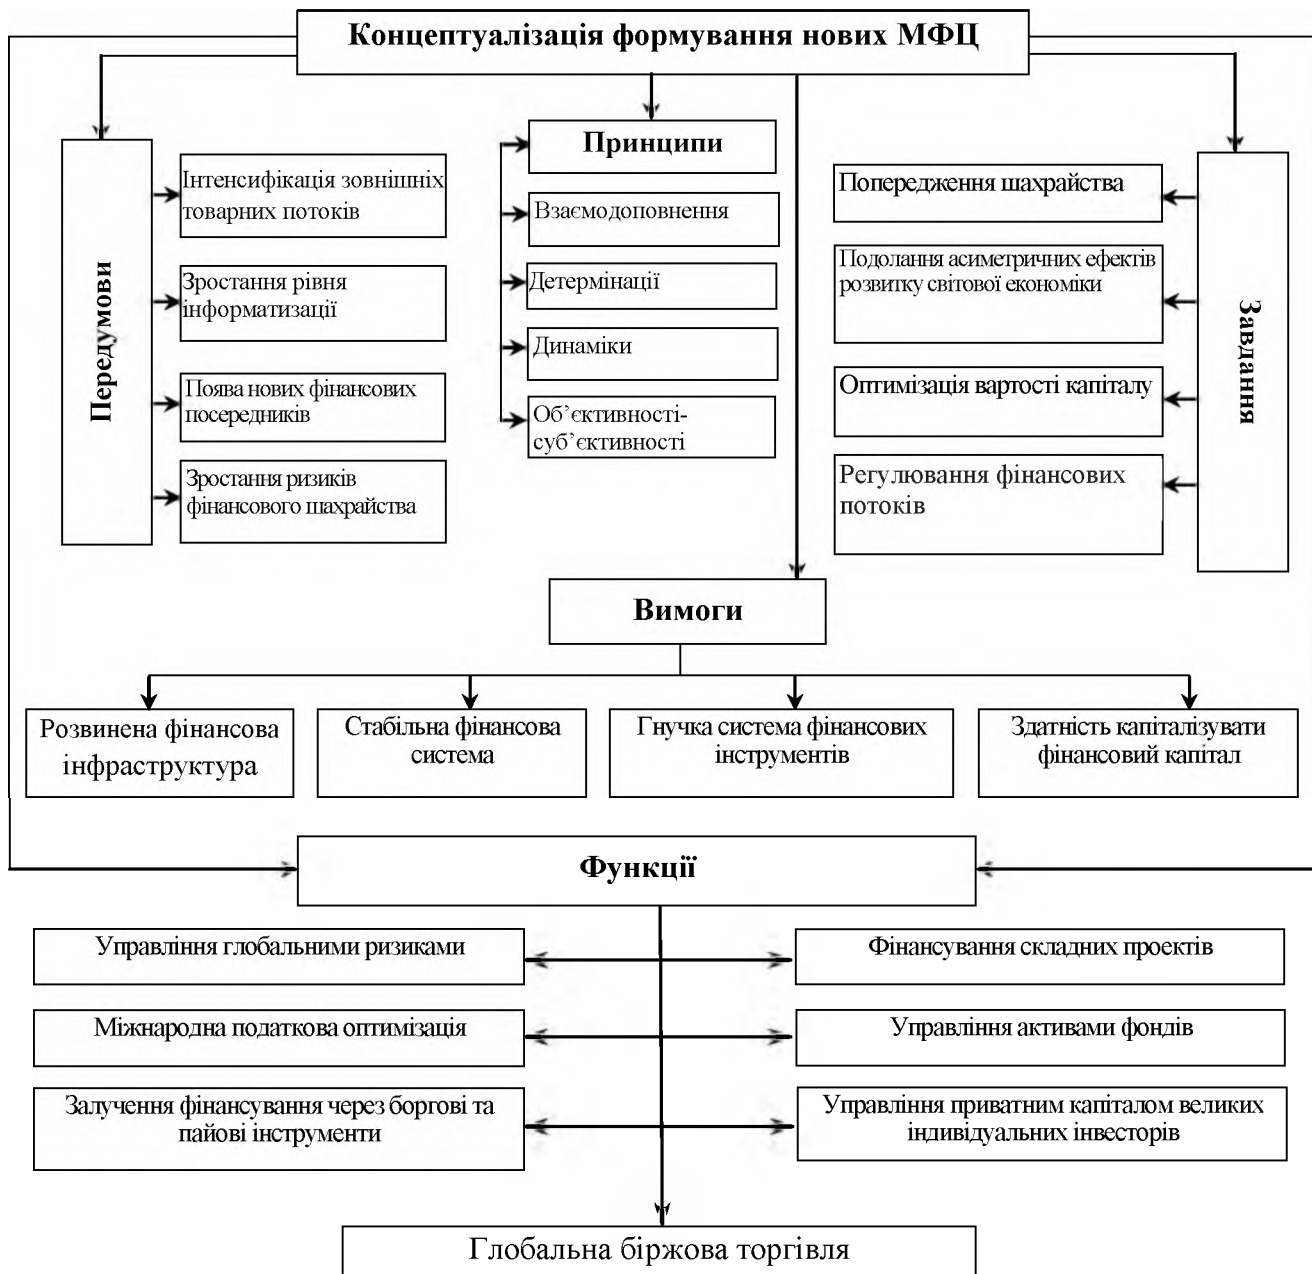 Концептуалізація формування нових МФЦ
Передумови
Інтенсифікація зовнішніх
товарних потоків
Зростання рівня
інформатизації
Поява нових фінансових
посередників
Зростання ризиків
фінансового шахрайства
Принципи
Взаємодоповнення
Детермінації
Динаміки
Об’єктивності-
суб’єктивності
Завдання
Попередження шахрайства
Подолання асиметричних ефектів
розвитку світової економіки
Оптимізація вартості капіталу
Регулювання фінансових
потоків
Вимоги
Розвинена фінансова
інфраструктура
Стабільна фінансова
система
Гнучка система фінансових
інструментів
Здатність капіталізувати
фінансовий капітал
Функції
Управління глобальними ризиками
Фінансування складних проектів
Міжнародна податкова оптимізація
Управління активами фондів
Залучення фінансування через боргові та
пайові інструменти
Управління приватним капіталом великих
індивідуальних інвесторів
Глобальна біржова торгівля